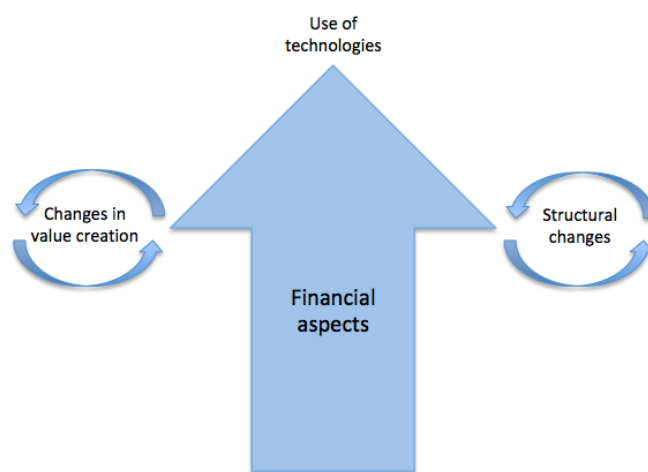 Use of
technologies
Changes in
value creation
Structural
changes
Financial
aspects